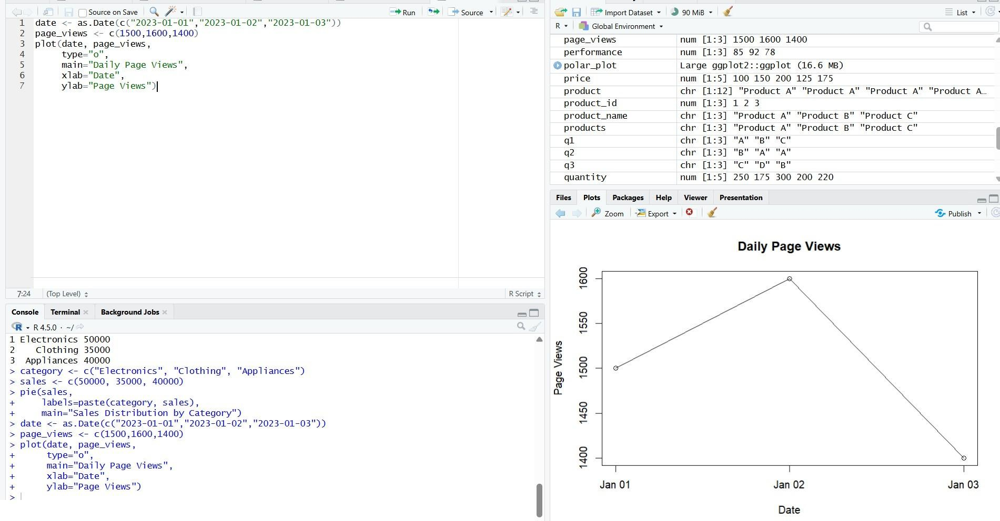 Source on Save
Run
Source
1 date <- as.Date(c("2023-01-01","2023-01-02","2023-01-03"))
2 page_views <- c(1500,1600,1400)
3 plot(date, page_views,
4 type="o",
5 main="Daily Page Views",
6 xlab="Date",
7 ylab="Page Views")
7:24 (Top Level) R Script
Console Terminal Background Jobs
R R 4.5.0 · ~/
1 Electronics 50000
2 Clothing 35000
3 Appliances 40000
> category <- c("Electronics", "Clothing", "Appliances")
> sales <- c(50000, 35000, 40000)
> pie(sales,
+ labels=paste(category, sales),
+ main="Sales Distribution by Category")
> date <- as.Date(c("2023-01-01","2023-01-02","2023-01-03"))
> page_views <- c(1500,1600,1400)
> plot(date, page_views,
+ type="o",
+ main="Daily Page Views",
+ xlab="Date",
+ ylab="Page Views")
>
Import Dataset 90 MiB List
R Global Environment
page_views num [1:3] 1500 1600 1400
performance num [1:3] 85 92 78
polar_plot Large ggplot2::ggplot (16.6 MB)
price num [1:5] 100 150 200 125 175
product chr [1:12] "Product A" "Product A" "Product A" "Product A…
product_id num [1:3] 1 2 3
product_name chr [1:3] "Product A" "Product B" "Product C"
products chr [1:3] "Product A" "Product B" "Product C"
q1 chr [1:3] "A" "B" "C"
q2 chr [1:3] "B" "A" "A"
q3 chr [1:3] "C" "D" "B"
quantity num [1:5] 250 175 300 200 220
Files Plots Packages Help Viewer Presentation
Zoom Export Publish
Daily Page Views
Page Views
1600
1550
1500
1450
1400
Jan 01 Jan 02 Jan 03
Date